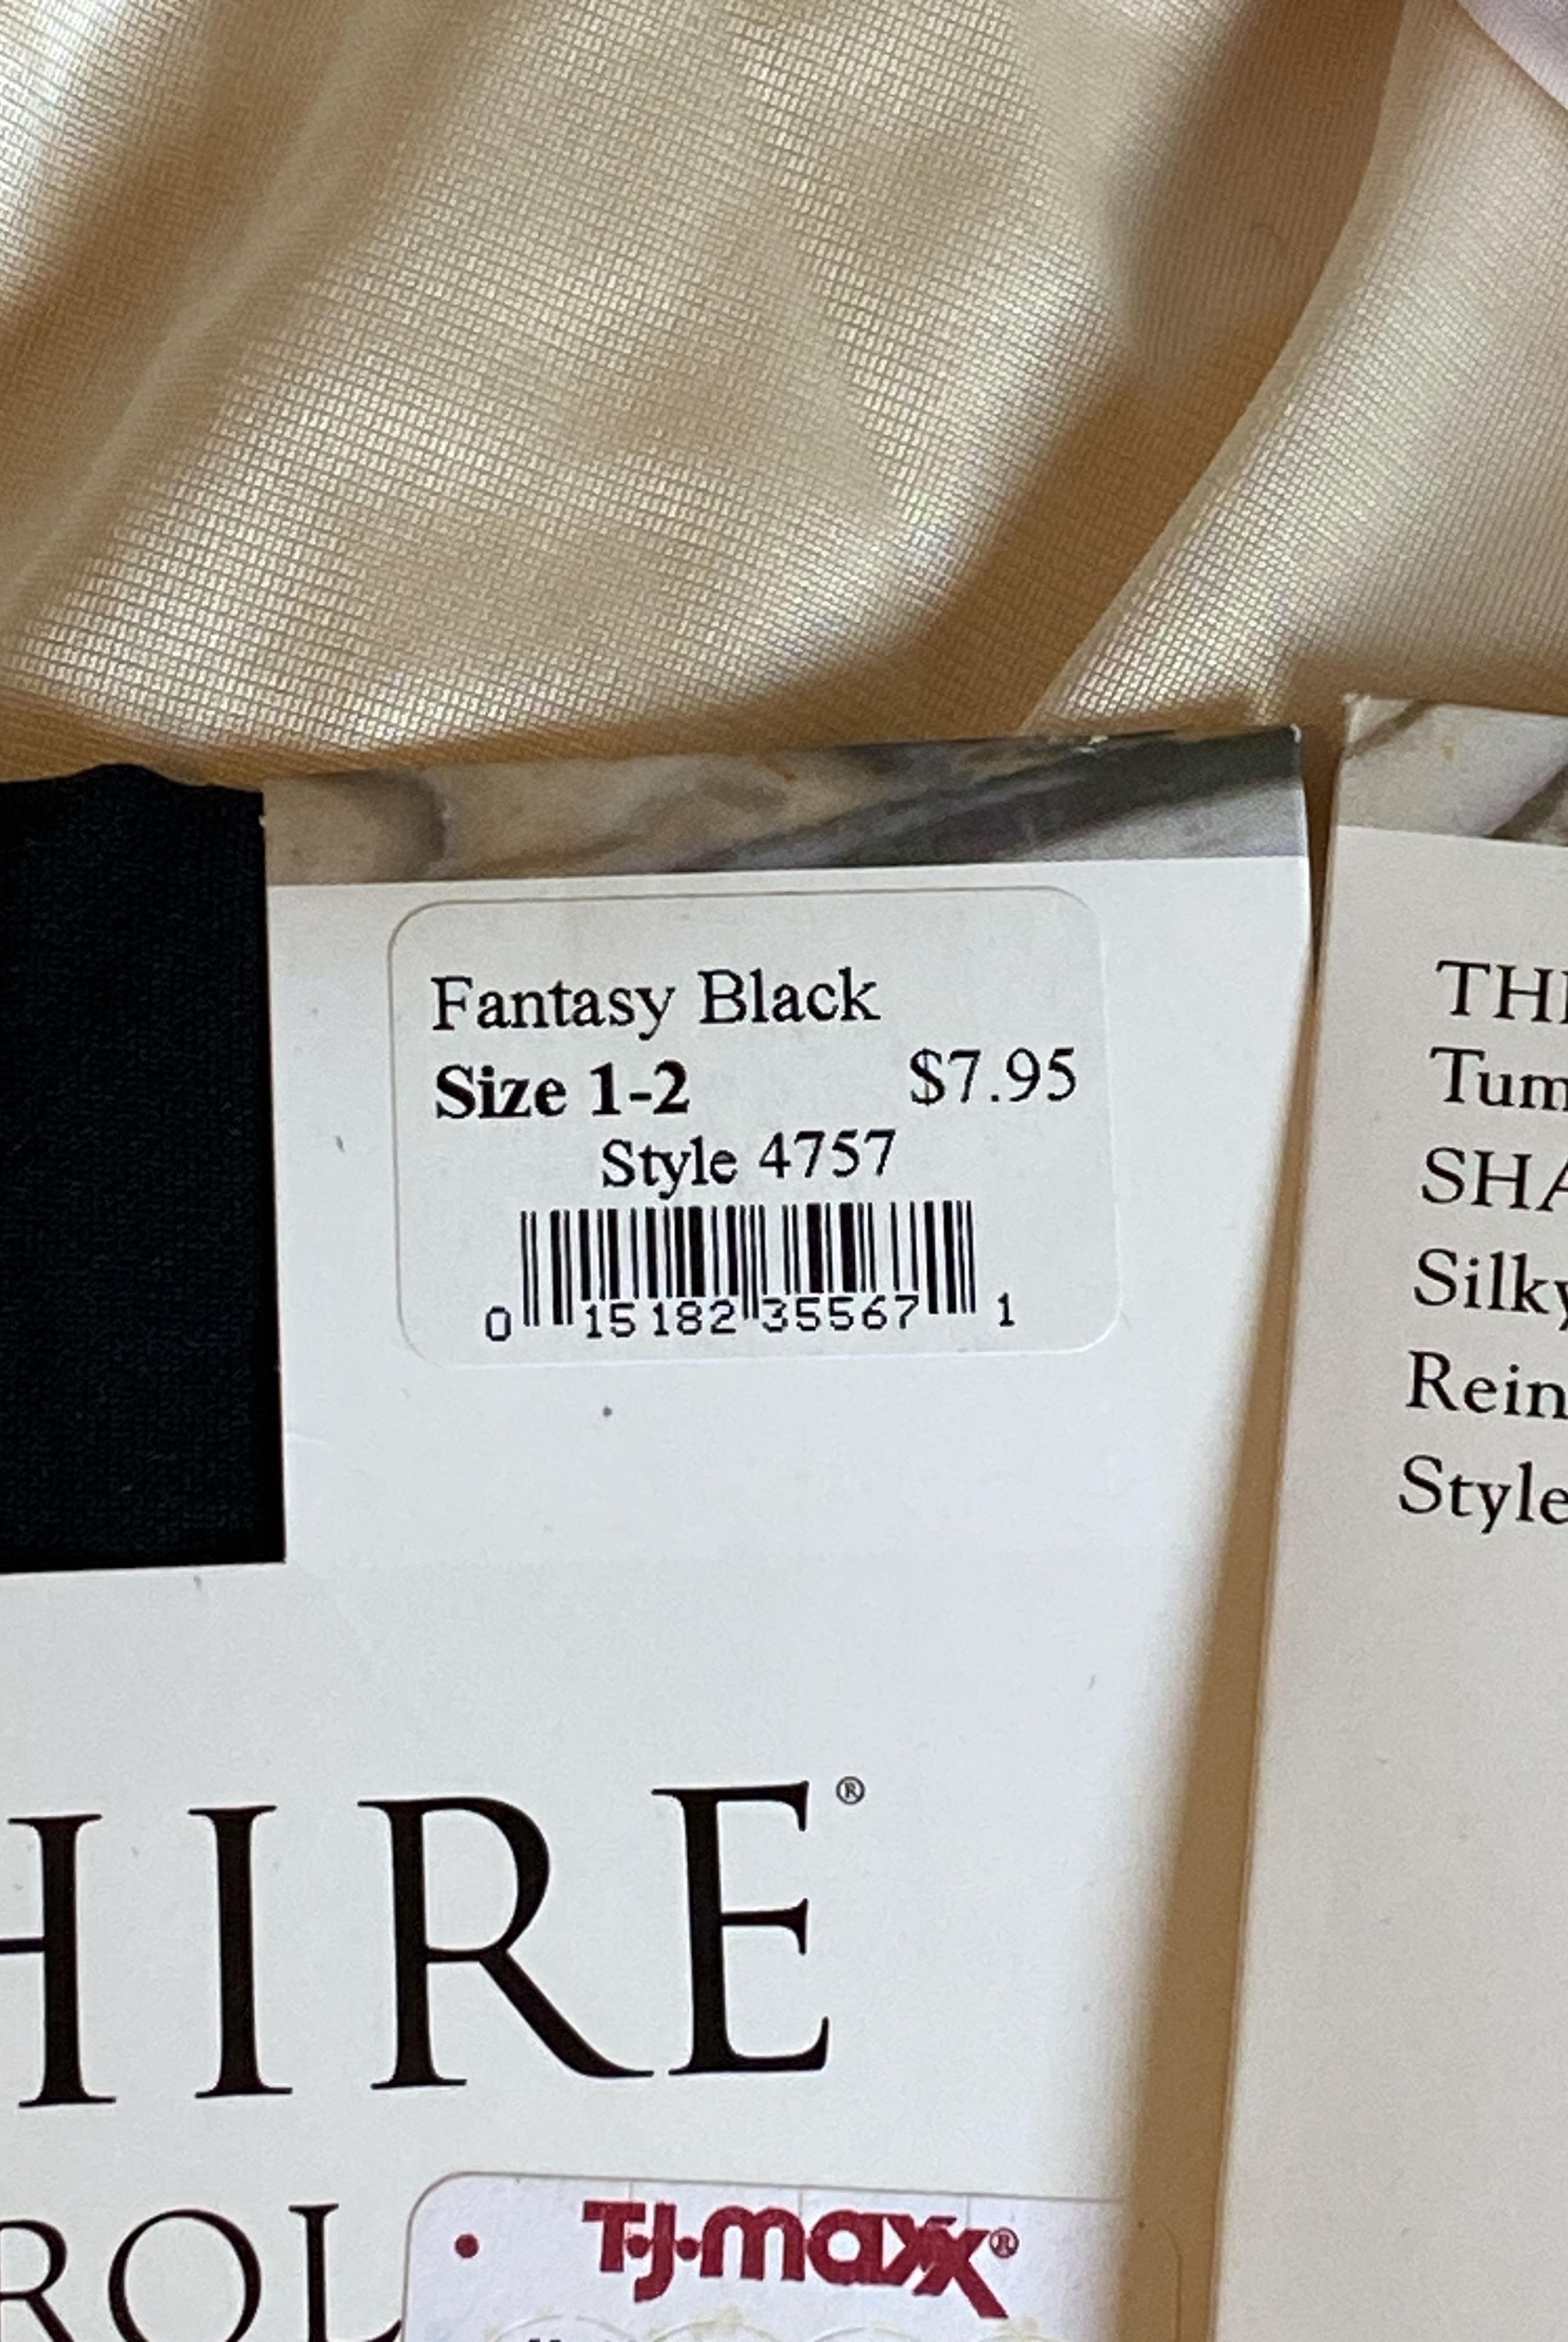 Fantasy Black
Size 1-2 $7.95
Style 4757
0 15182 35567 1
HIRE®
ROL
T.J.maxx®
THE
Tum
SHA
Silky
Rein
Style